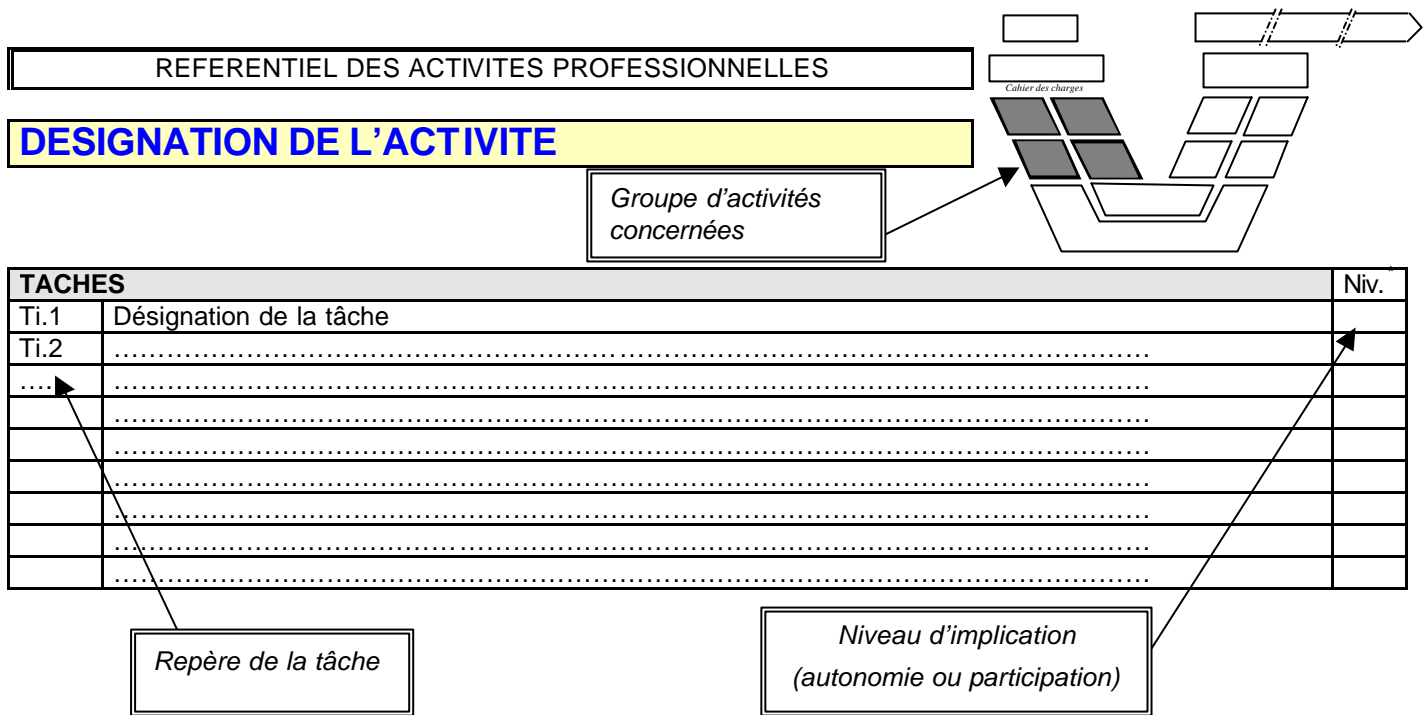 REFERENTIEL DES ACTIVITES PROFESSIONNELLES
Cahier des charges
DESIGNATION DE L'ACTIVITE
Groupe d'activités
concernées
TACHES Niv.*
Ti.1 Désignation de la tâche
Ti.2 ……………………………………………………………………………………………………
…. ……………………………………………………………………………………………………
……………………………………………………………………………………………………
……………………………………………………………………………………………………
……………………………………………………………………………………………………
……………………………………………………………………………………………………
……………………………………………………………………………………………………
……………………………………………………………………………………………………
Repère de la tâche
Niveau d'implication
(autonomie ou participation)